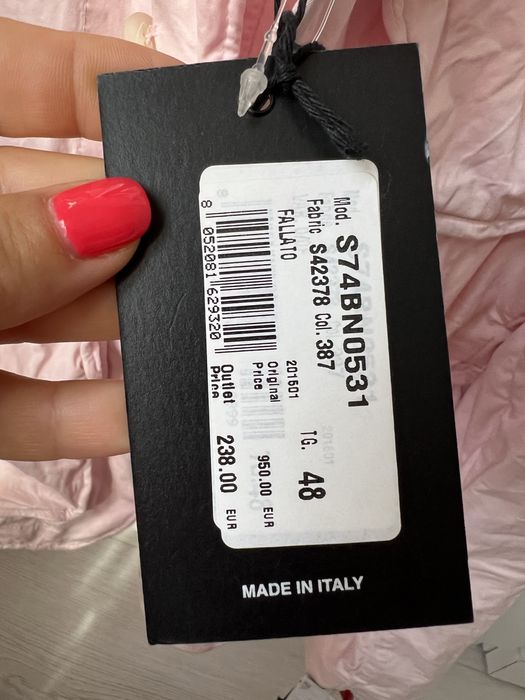 Mod. S74BN0531
Fabric S42378 Col. 387
FALLATO
201601 TG. 48
8 052081 629320
Original
Price 950.00 EUR
Outlet
Price 238.00 EUR
MADE IN ITALY